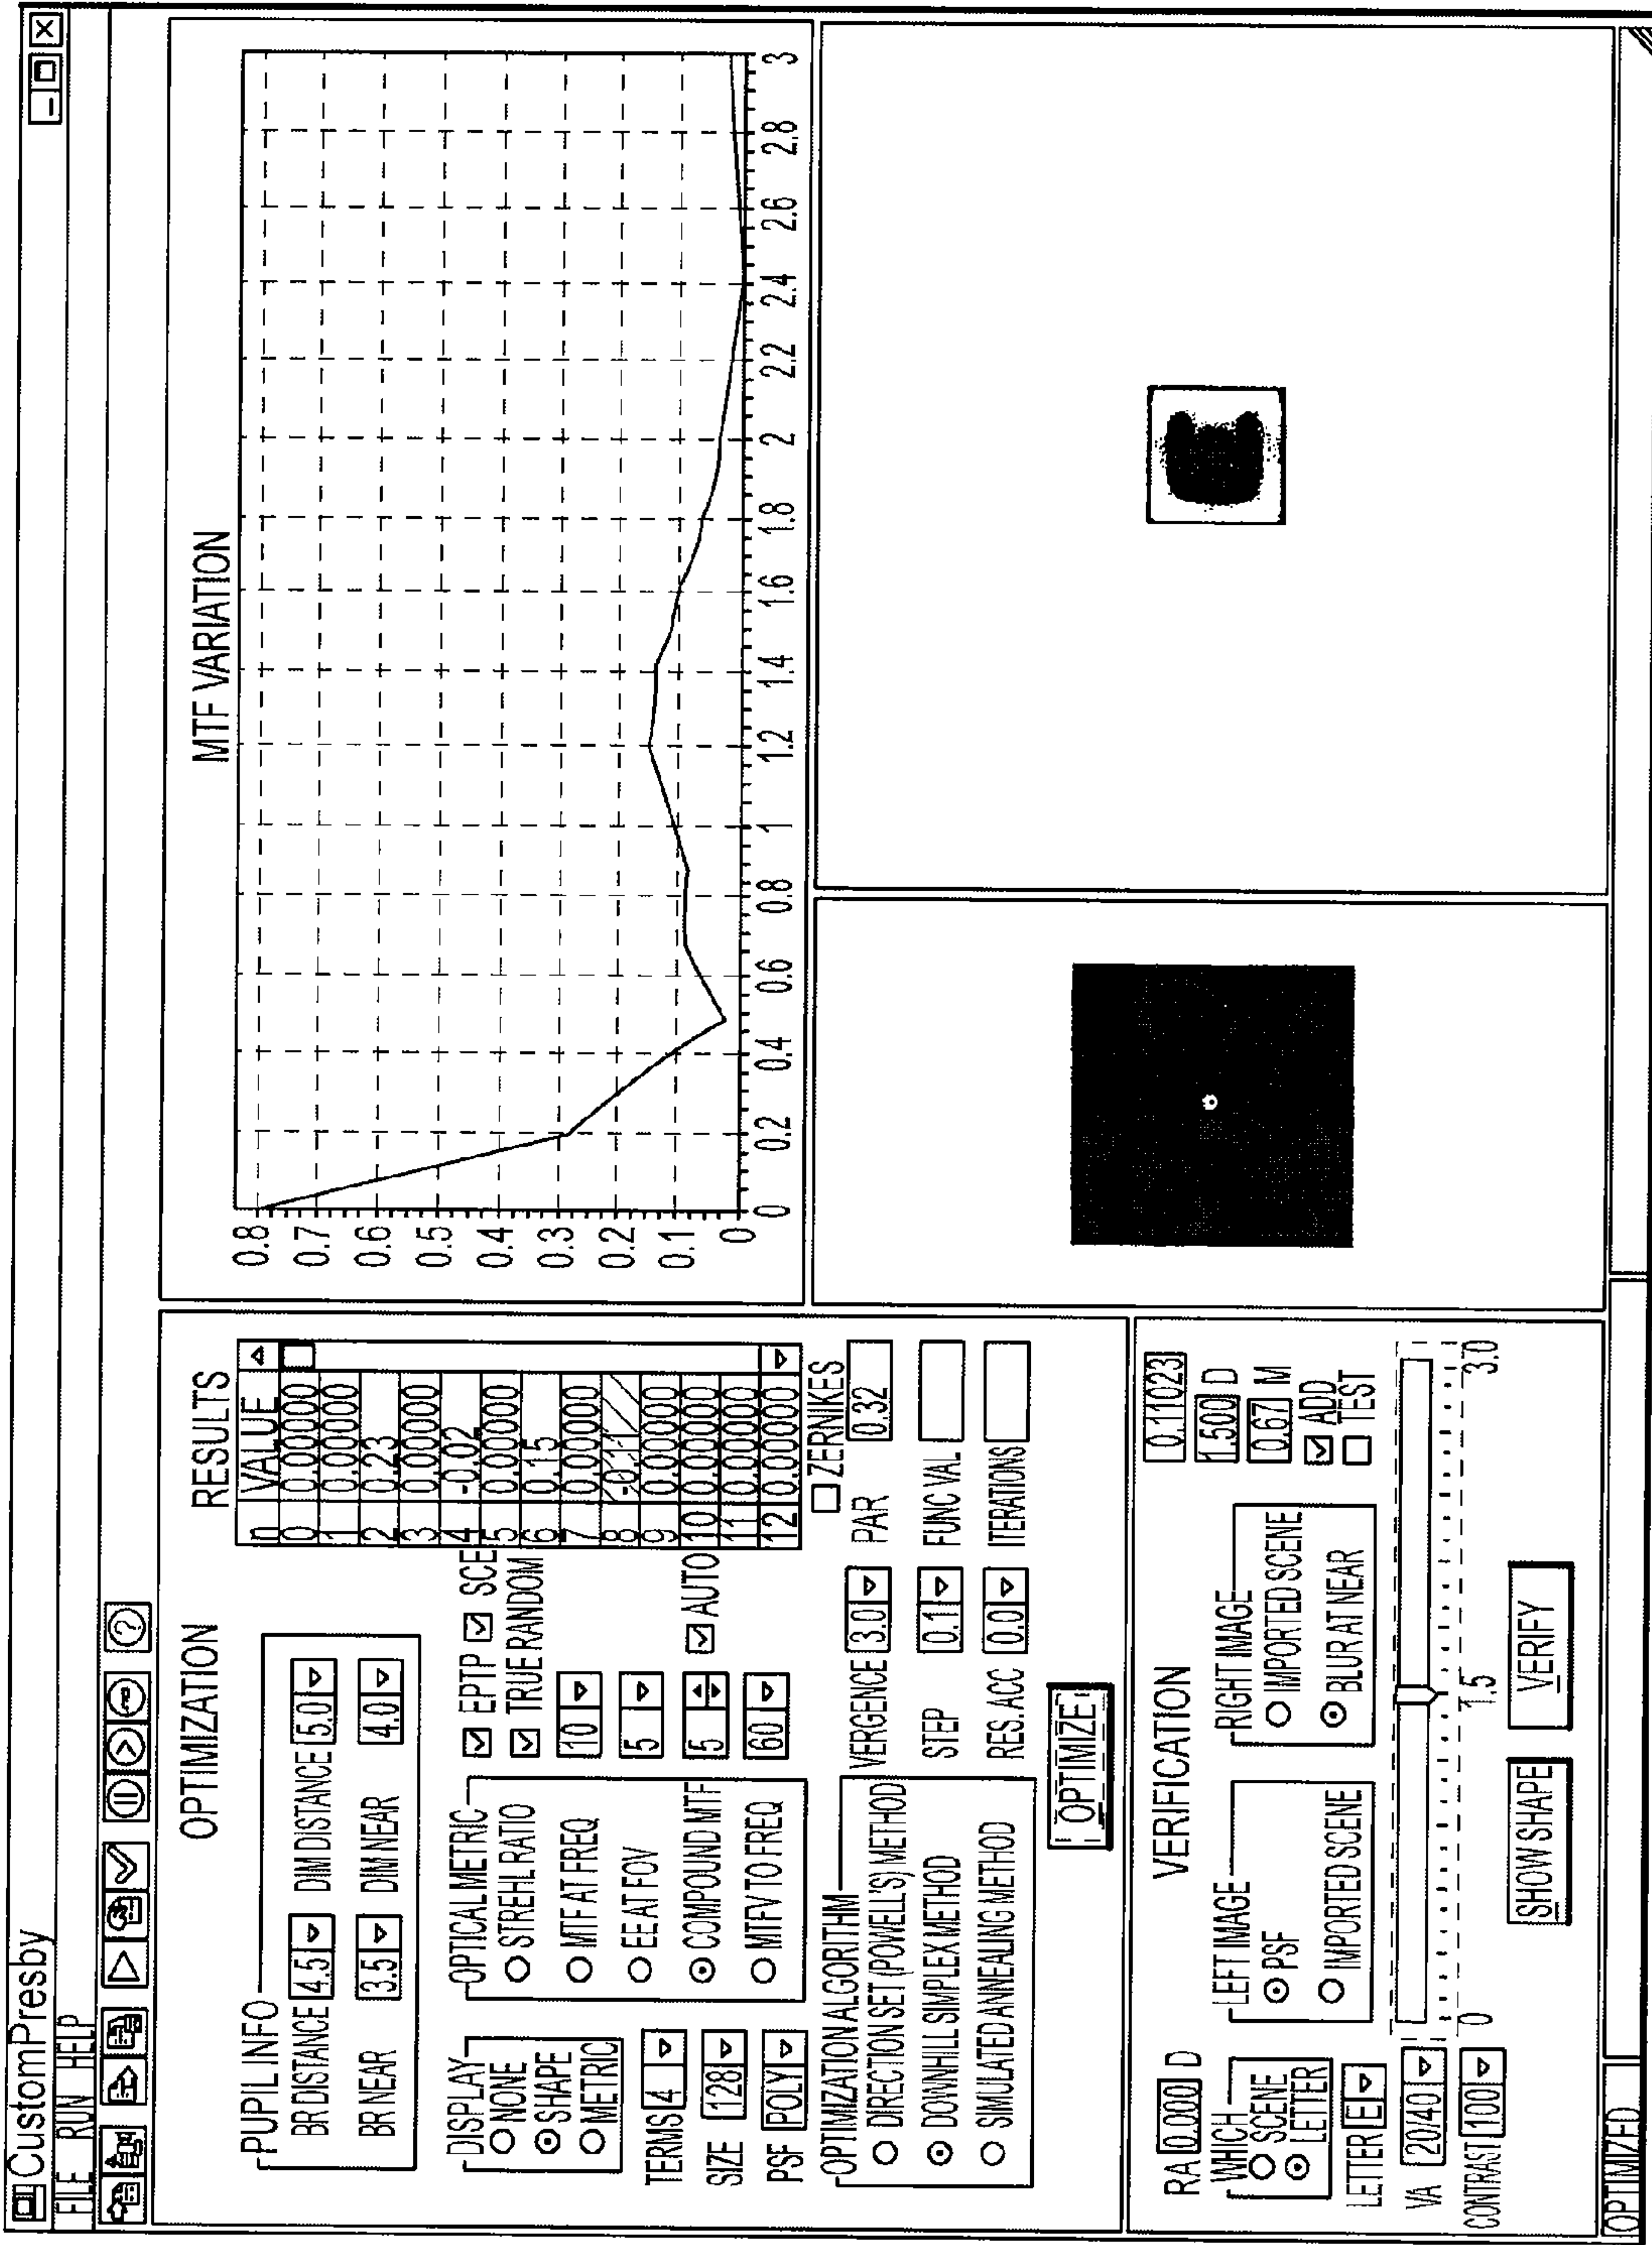 CustomPresby
FILE RUN HELP
OPTIMIZATION
PUPIL INFO
BR DISTANCE 4.5 DIM DISTANCE 5.0
BR NEAR 3.5 DIM NEAR 4.0
DISPLAY
NONE
SHAPE
METRIC
TERMS 4
SIZE 128
PSF POLY
OPTICAL METRIC
STREHL RATIO
MTF AT FREQ
EE AT FOV
COMPOUND MTF
MTFV TO FREQ
EPTP SCE
TRUE RANDOM
10
5
5 AUTO
60
OPTIMIZATION ALGORITHM
DIRECTION SET (POWELL'S) METHOD
DOWNHILL SIMPLEX METHOD
SIMULATED ANNEALING METHOD
VERGENCE 3.0 PAR 0.32
STEP 0.1 FUNC VAL
RES. ACC 0.0 ITERATIONS
OPTIMIZE
RESULTS
n VALUE
0 0.00000
1 0.00000
2 0.23
3 0.00000
4 -0.02
5 0.00000
6 0.15
7 0.00000
8 -0.11
9 0.00000
10 0.00000
11 0.00000
12 0.00000
ZERNIKES
MTF VARIATION
0.8
0.7
0.6
0.5
0.4
0.3
0.2
0.1
0
0 0.2 0.4 0.6 0.8 1 1.2 1.4 1.6 1.8 2 2.2 2.4 2.6 2.8 3
VERIFICATION
RA 0.000 D
WHICH
SCENE
LETTER
LETTER E
VA 20/40
CONTRAST 100
LEFT IMAGE
PSF
IMPORTED SCENE
RIGHT IMAGE
IMPORTED SCENE
BLUR AT NEAR
0.11023
1.500 D
0.67 M
ADD
TEST
0 1.5 3.0
SHOW SHAPE VERIFY
OPTIMIZED